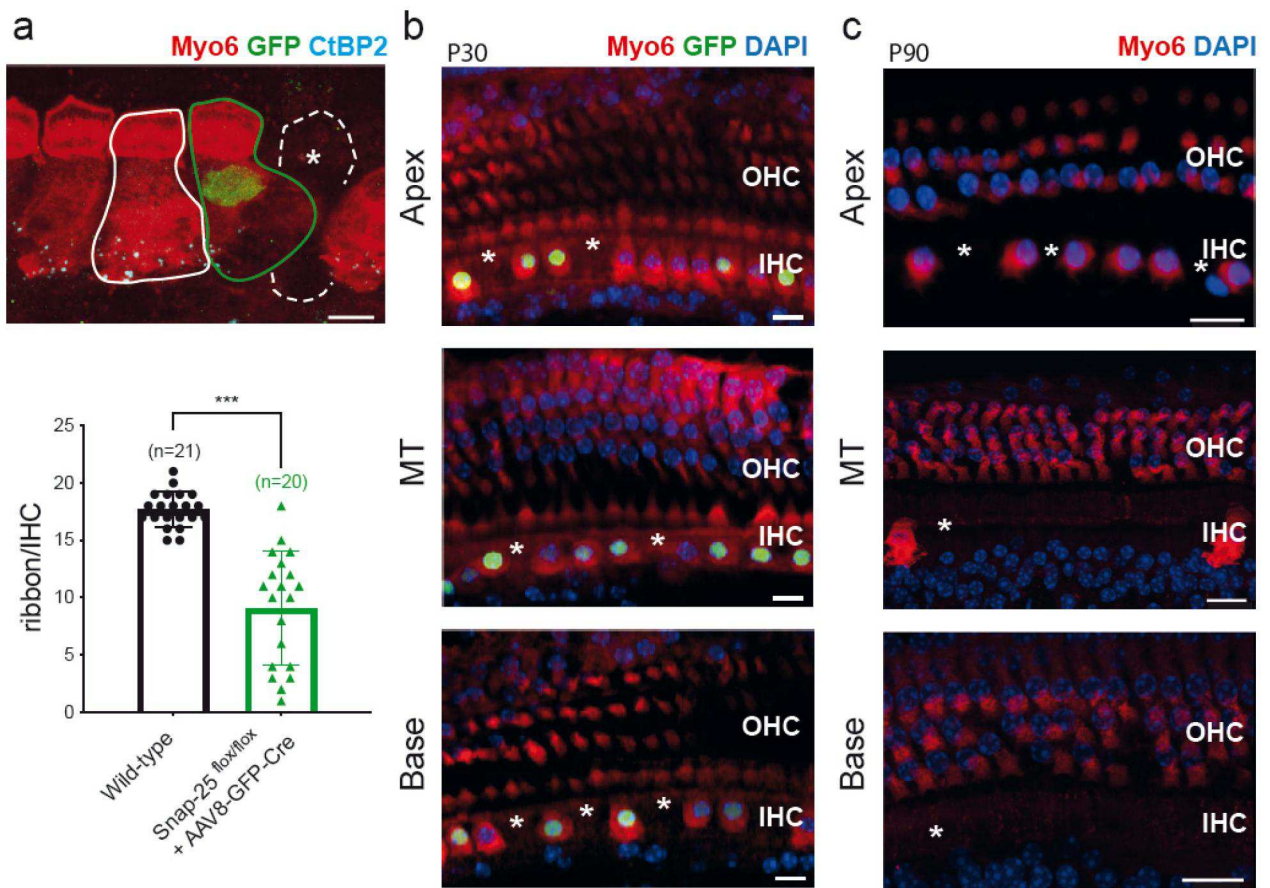 a
Myo6 GFP CtBP2
*
***
25
20
15
10
5
0
ribbon/IHC
(n=21)
(n=20)
Wild-type
Snap-25 flox/flox
+ AAV8-GFP-Cre
b
P30
Myo6 GFP DAPI
Apex
OHC
* *
IHC
MT
OHC
IHC
* *
Base
OHC
* * *
IHC
c
P90
Myo6 DAPI
Apex
OHC
IHC
* * *
MT
OHC
IHC
*
Base
OHC
IHC
*